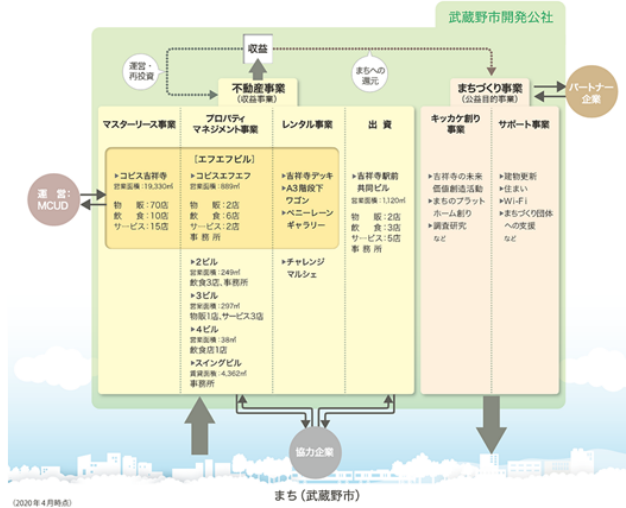 武蔵野市開発公社
収益
運営・
再投資
まちへの
還元
不動産事業
(収益事業)
まちづくり事業
(公益目的事業)
パートナー
企業
マスターリース事業
プロパティ
マネジメント事業
レンタル事業
出 資
キッカケ創り
事業
サポート事業
[エフエフビル]
▶コピス吉祥寺
営業面積:19,330㎡
物 販:70店
飲 食:10店
サービス:15店
▶コピスエフエフ
営業面積:889㎡
物 販:2店
飲 食:6店
サービス:2店
事 務 所
▶吉祥寺デッキ
▶A3階段下
ワゴン
▶ペニーレーン
ギャラリー
▶吉祥寺駅前
共同ビル
営業面積:1,120㎡
物 販:2店
飲 食:3店
サービス:5店
事 務 所
▶吉祥寺の未来
価値創造活動
▶まちのプラット
ホーム創り
▶調査研究
など
▶建物更新
▶住まい
▶Wi-Fi
▶まちづくり団体
への支援
など
運 営:
MCUD
▶2ビル
営業面積:249㎡
飲食3店、事務所
▶3ビル
営業面積:297㎡
物販1店、サービス3店
▶4ビル
営業面積:38㎡
飲食店1店
▶スイングビル
賃貸面積:4,362㎡
事務所
▶チャレンジ
マルシェ
協力企業
まち(武蔵野市)
(2020年4月時点)